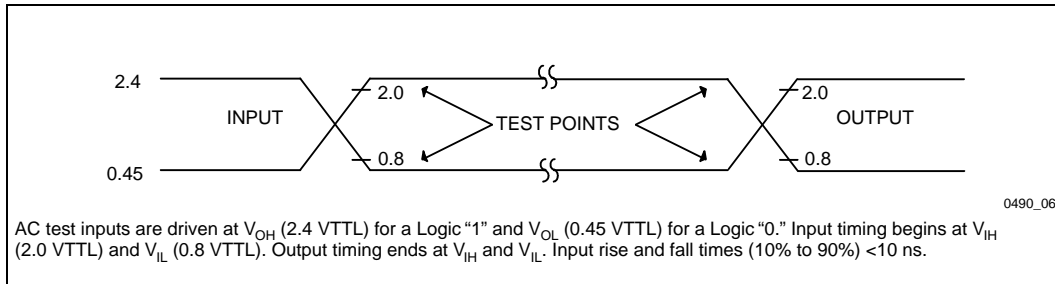 2.4
2.0
2.0
INPUT
TEST POINTS
OUTPUT
0.8
0.8
0.45
0490_06
AC test inputs are driven at VOH (2.4 VTTL) for a Logic “1” and VOL (0.45 VTTL) for a Logic “0.” Input timing begins at VIH
(2.0 VTTL) and VIL (0.8 VTTL). Output timing ends at VIH and VIL. Input rise and fall times (10% to 90%) <10 ns.